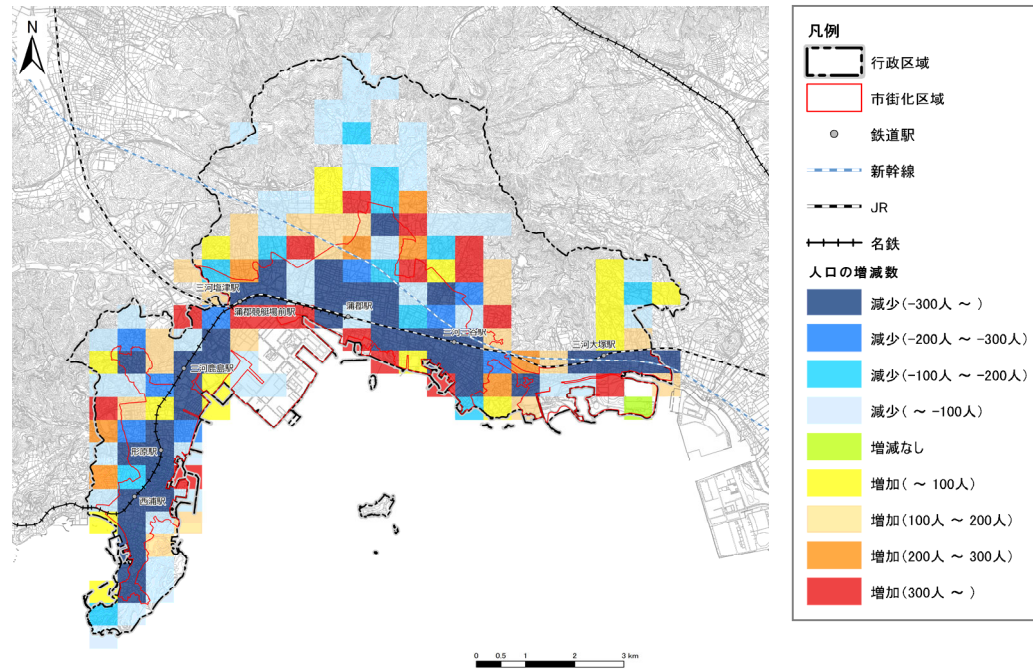 N
三河塩津駅
蒲郡競艇場前駅
蒲郡駅
三河三谷駅
三河大塚駅
三河鹿島駅
形原駅
西浦駅
0 0.5 1 2 3 km
凡例
行政区域
市街化区域
鉄道駅
新幹線
JR
名鉄
人口の増減数
減少(-300人 ~ )
減少(-200人 ~ -300人)
減少(-100人 ~ -200人)
減少( ~ -100人)
増減なし
増加( ~ 100人)
増加(100人 ~ 200人)
増加(200人 ~ 300人)
増加(300人 ~ )